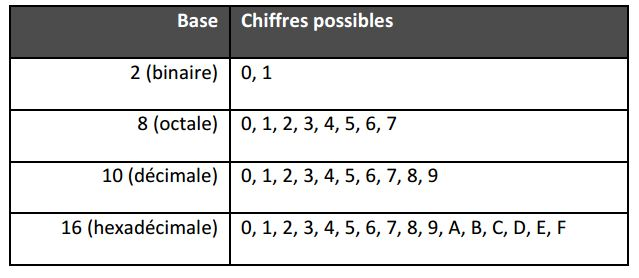 Base Chiffres possibles
2 (binaire) 0, 1
8 (octale) 0, 1, 2, 3, 4, 5, 6, 7
10 (décimale) 0, 1, 2, 3, 4, 5, 6, 7, 8, 9
16 (hexadécimale) 0, 1, 2, 3, 4, 5, 6, 7, 8, 9, A, B, C, D, E, F